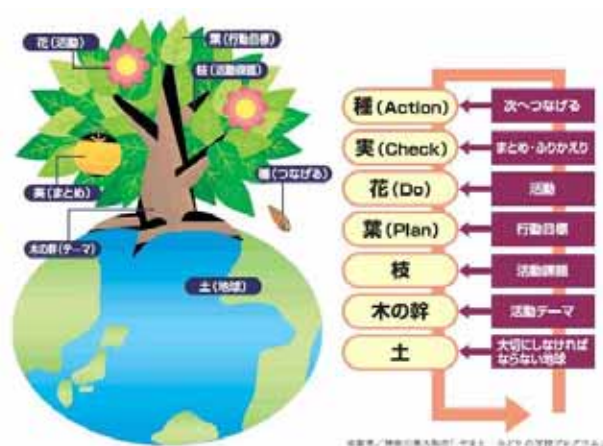 花(活動)
葉(行動目標)
枝(活動課題)
実(まとめ)
種(つなげる)
木の幹(テーマ)
土(地球)
種(Action)
次へつなげる
実(Check)
まとめ・ふりかえり
花(Do)
活動
葉(Plan)
行動目標
枝
活動課題
木の幹
活動テーマ
土
大切にしなければ
ならない地球